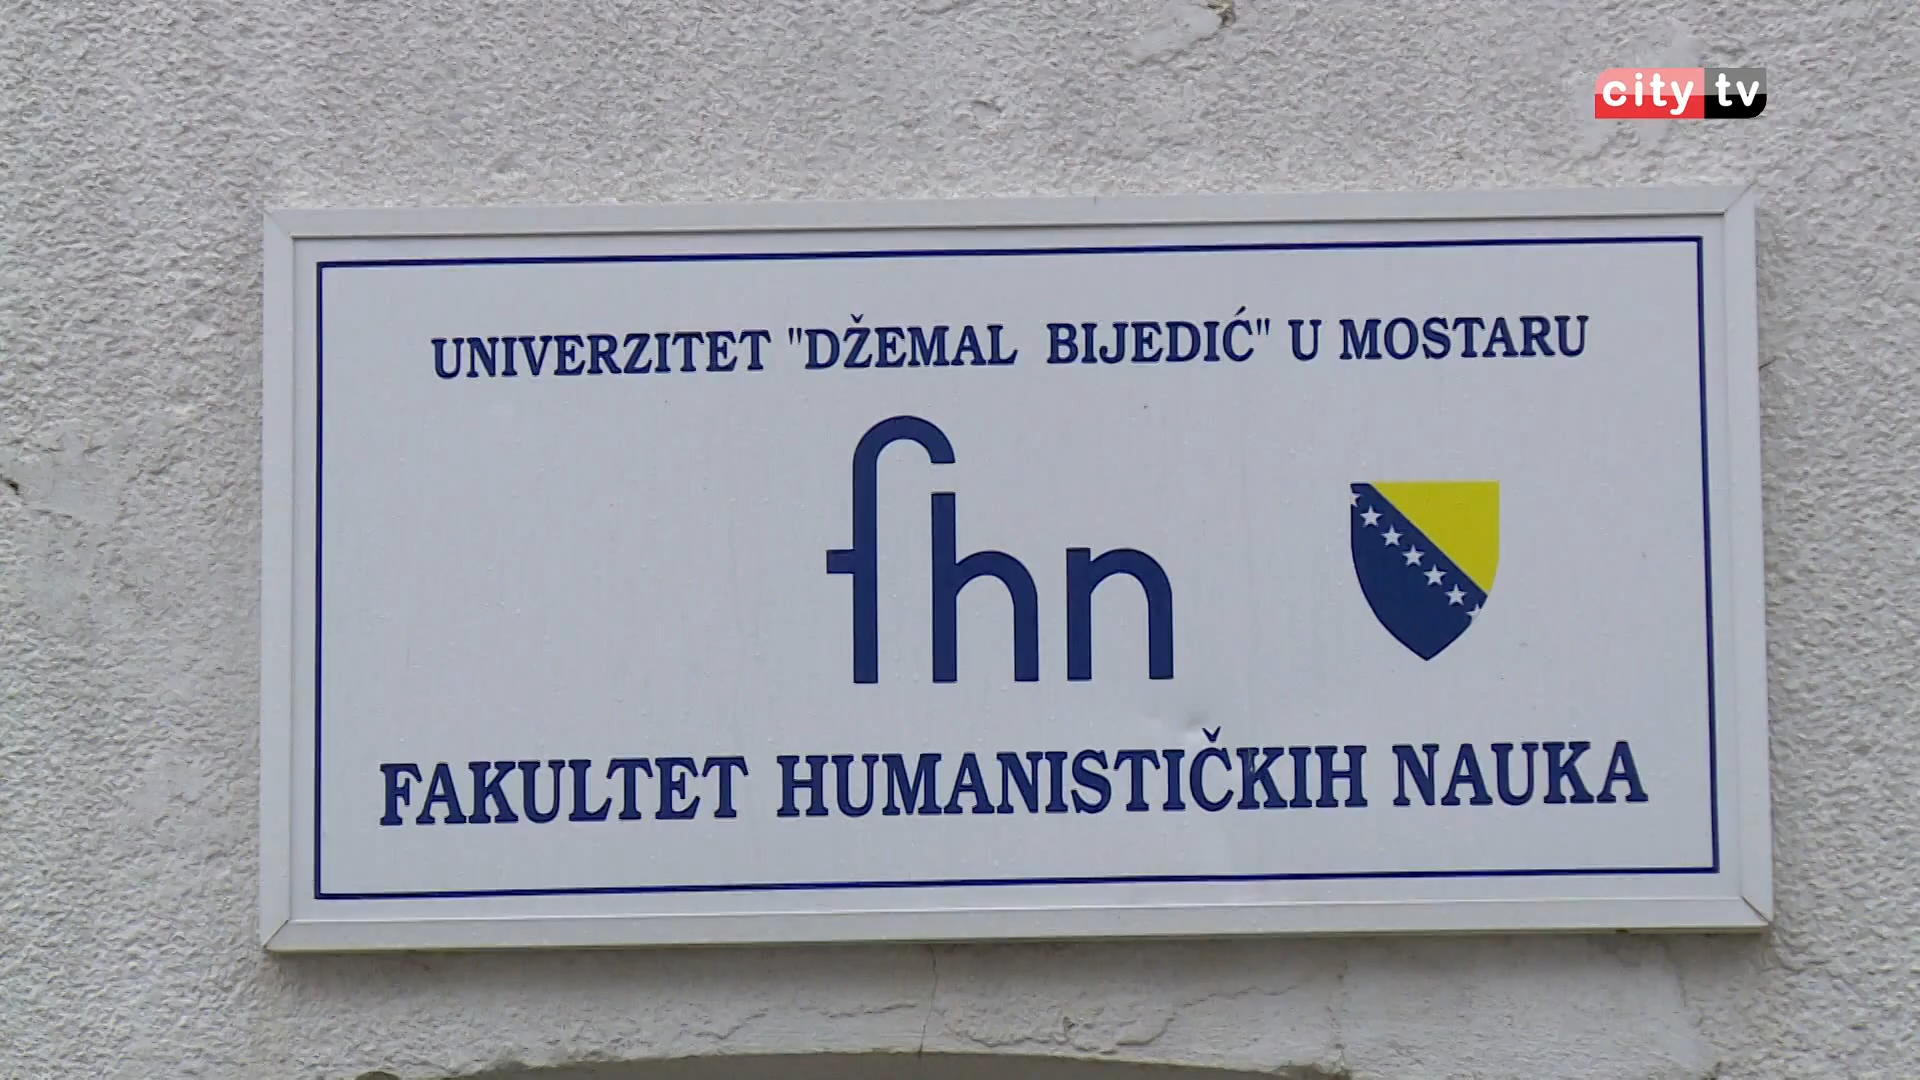 city tv
UNIVERZITET "DŽEMAL BIJEDIĆ" U MOSTARU
fhn
FAKULTET HUMANISTIČKIH NAUKA